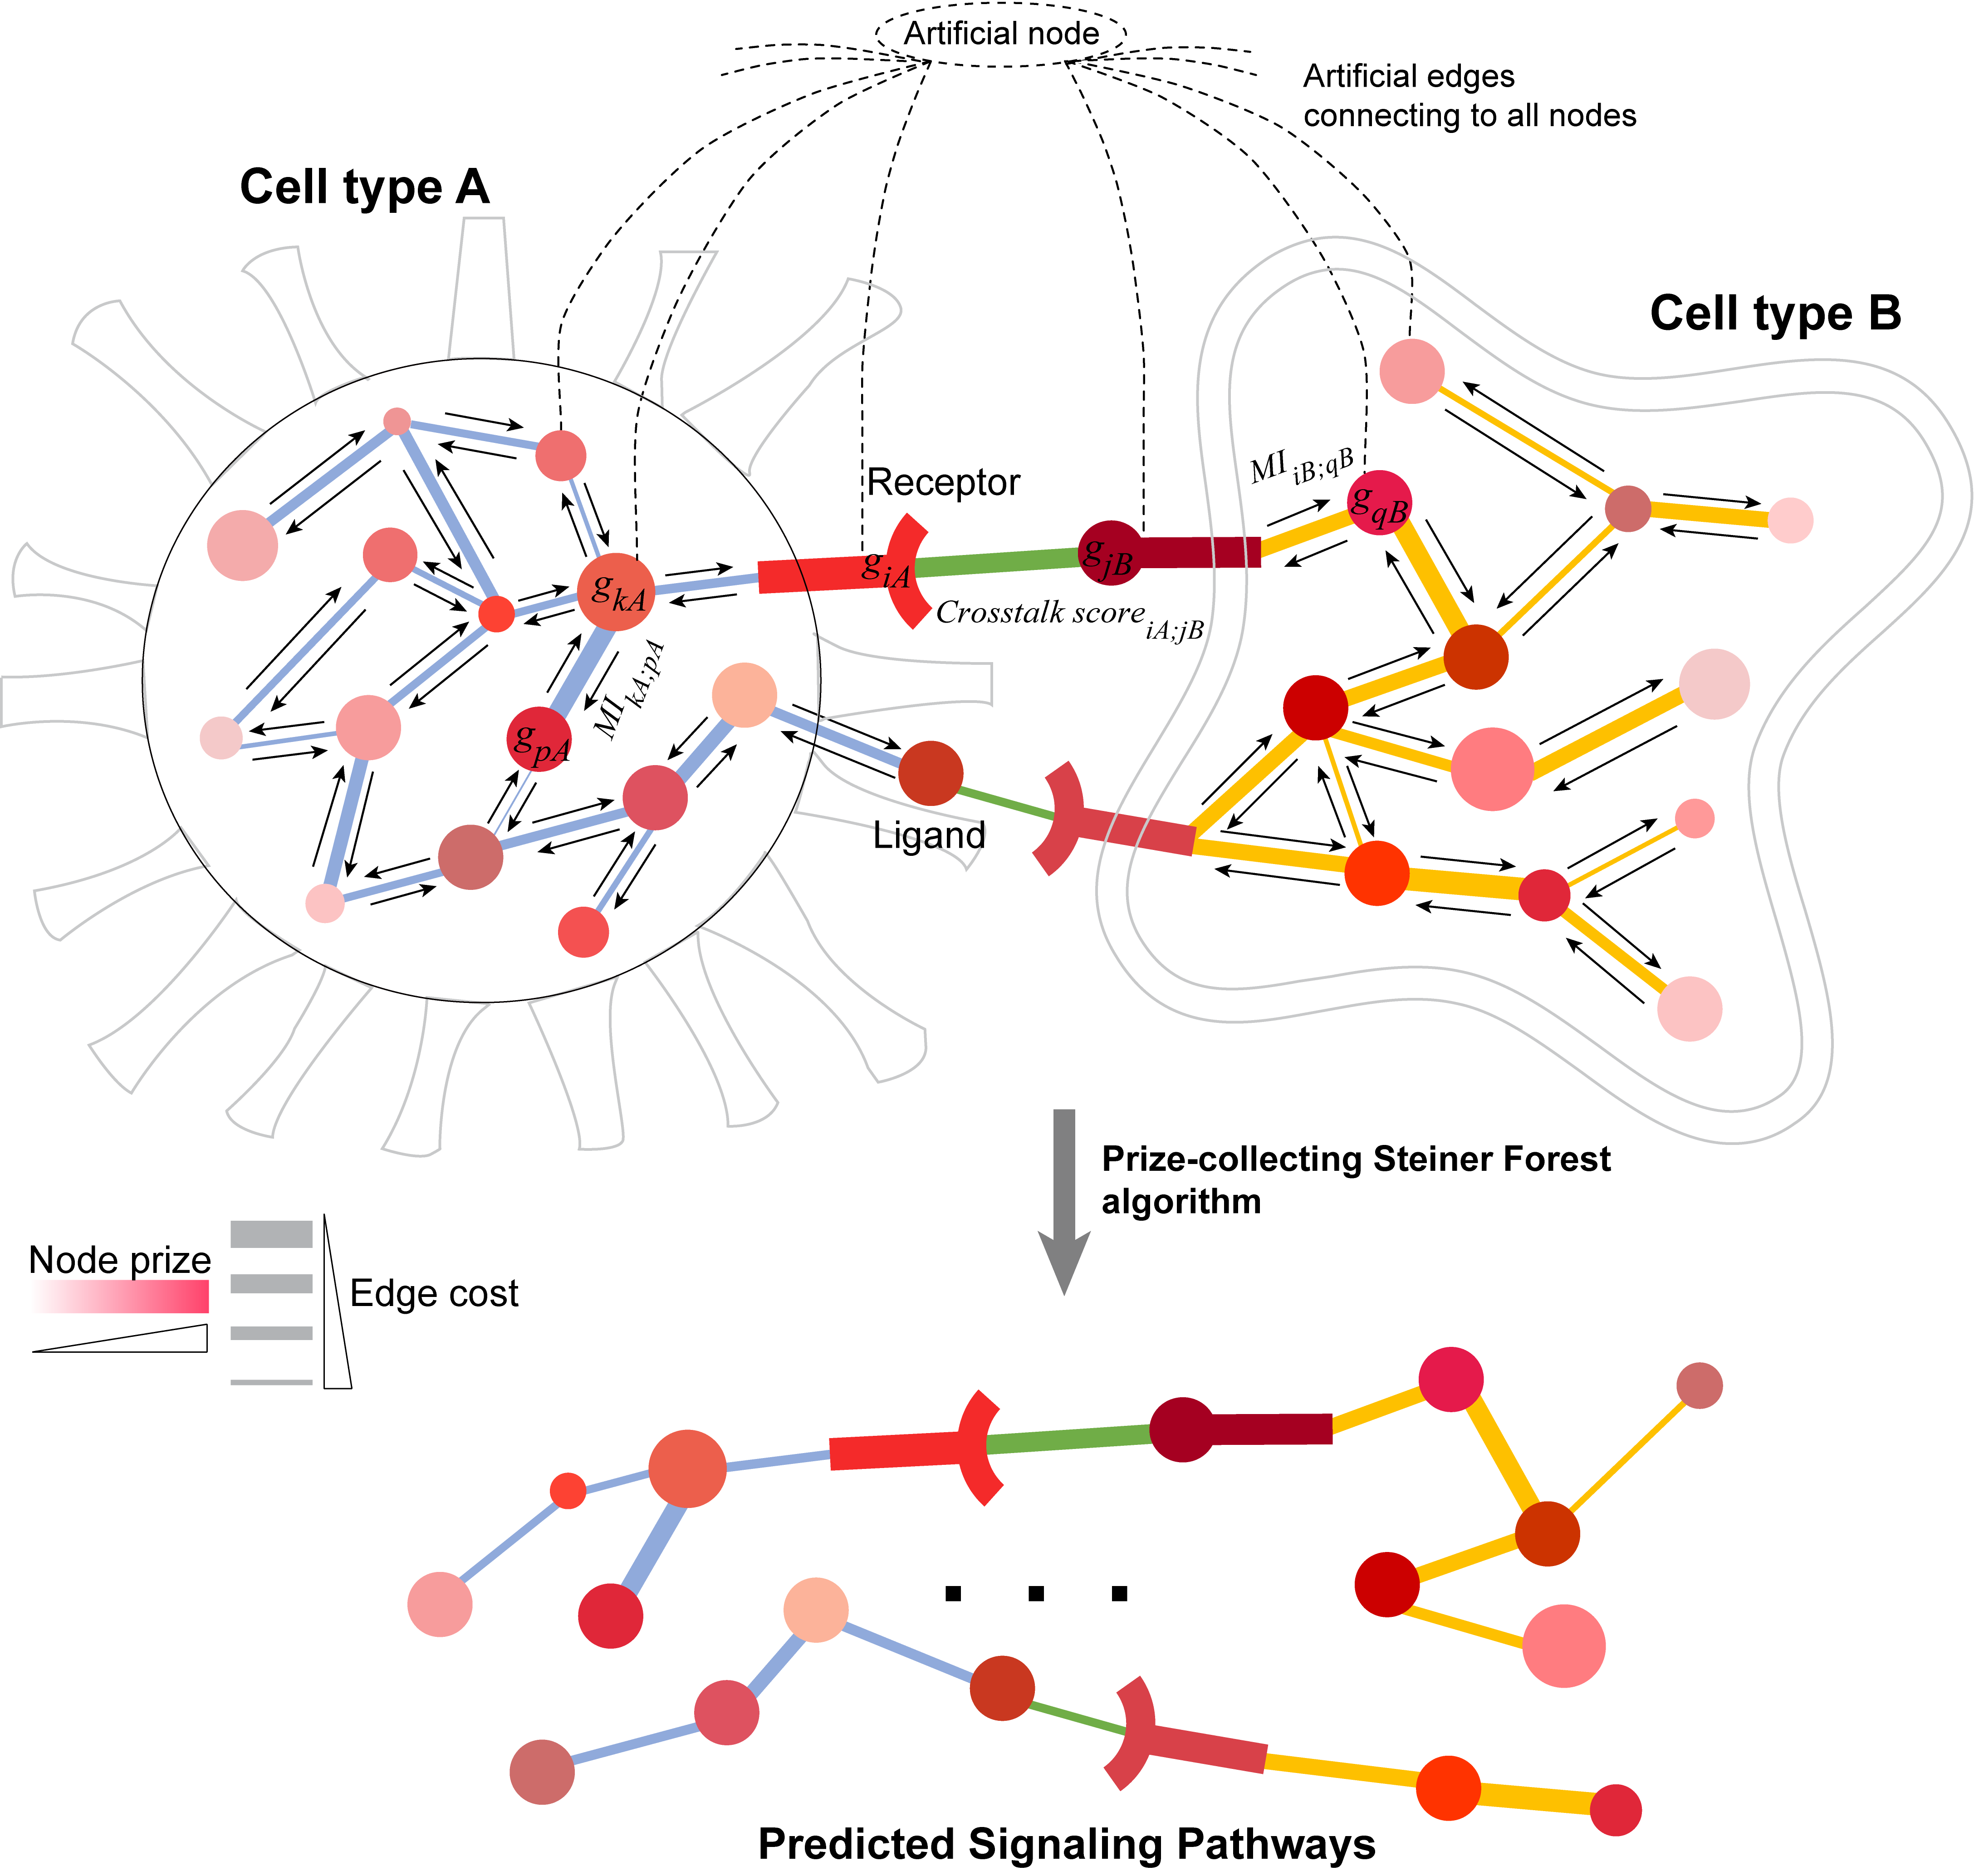 Artificial node
Artificial edges
connecting to all nodes
Cell type A
Cell type B
Receptor
MI iB;qB
g qB
g iA
g jB
g kA
Crosstalk score iA;jB
MI kA;pA
g pA
Ligand
Prize-collecting Steiner Forest
algorithm
Node prize
Edge cost
Predicted Signaling Pathways